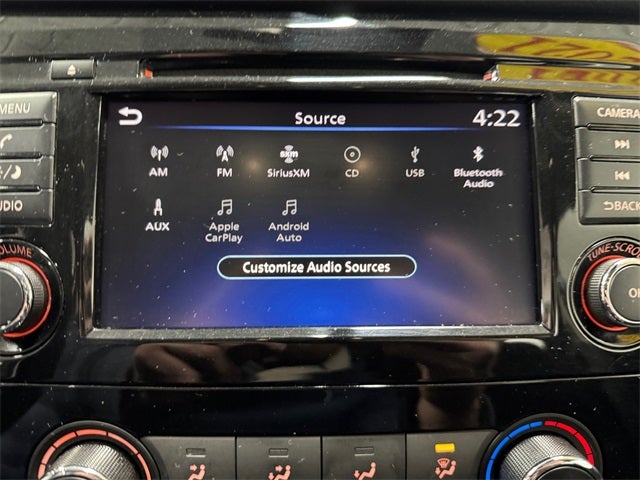 Source 4:22
AM FM SiriusXM CD USB Bluetooth Audio
AUX Apple CarPlay Android Auto
Customize Audio Sources
MENU
VOLUME
CAMERA
BACK
TUNE-SCROLL